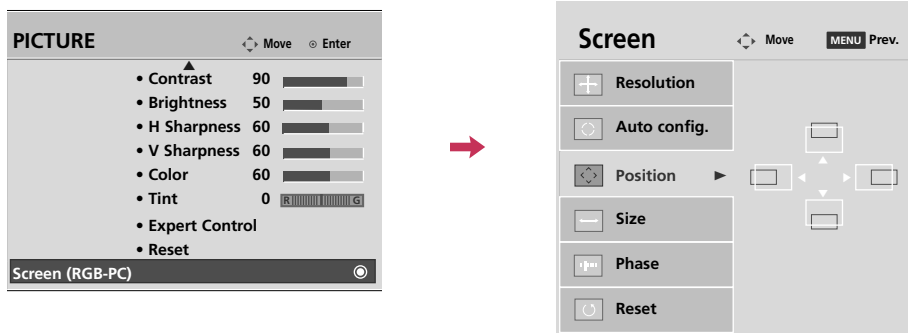 PICTURE Move Enter
• Contrast 90
• Brightness 50
• H Sharpness 60
• V Sharpness 60
• Color 60
• Tint 0 R G
• Expert Control
• Reset
Screen (RGB-PC)
Screen Move MENU Prev.
Resolution
Auto config.
Position
Size
Phase
Reset